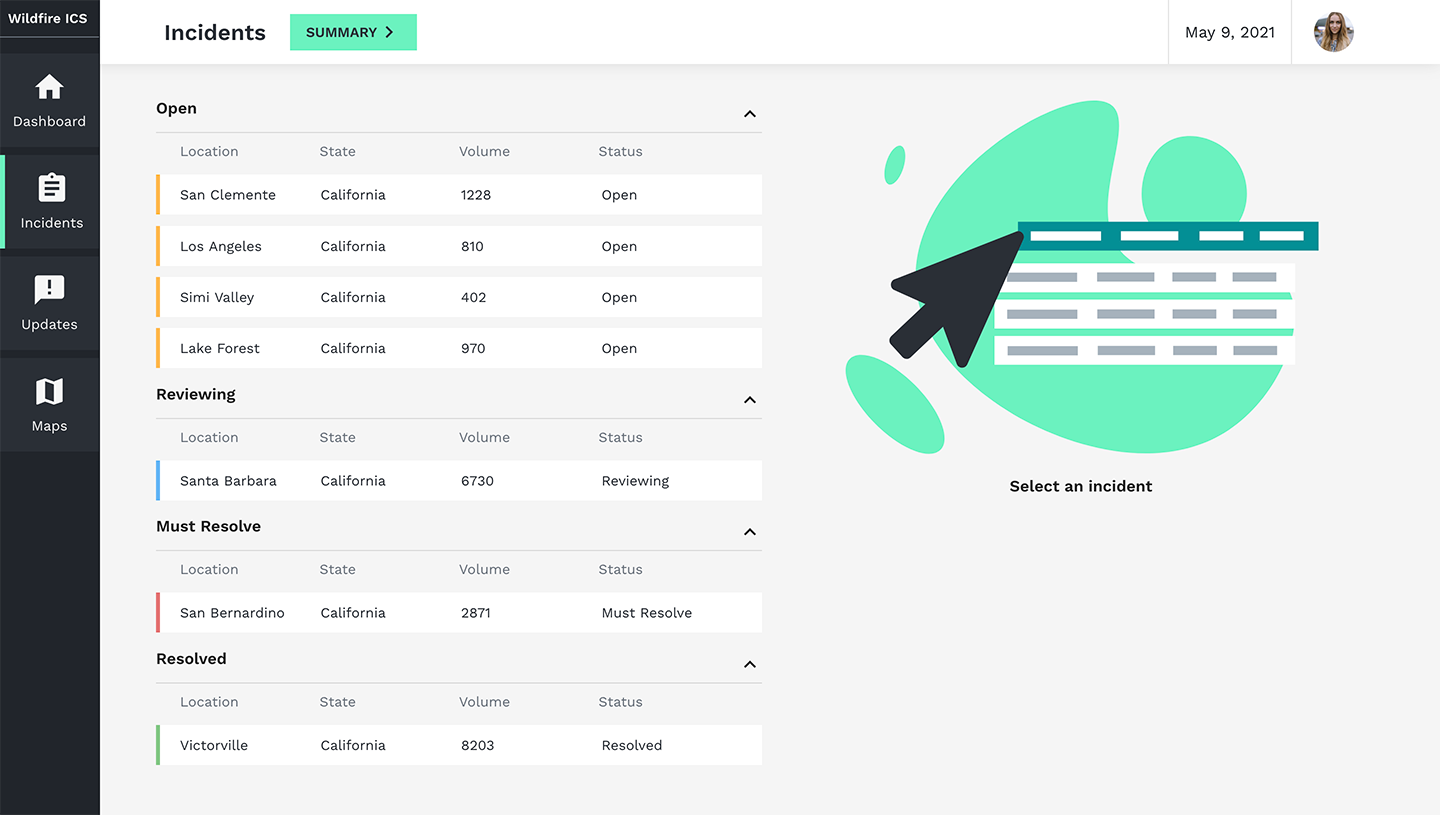 Wildfire ICS
Incidents
SUMMARY
May 9, 2021
Dashboard
Incidents
Updates
Maps
Open
Location State Volume Status
San Clemente California 1228 Open
Los Angeles California 810 Open
Simi Valley California 402 Open
Lake Forest California 970 Open
Reviewing
Location State Volume Status
Santa Barbara California 6730 Reviewing
Must Resolve
Location State Volume Status
San Bernardino California 2871 Must Resolve
Resolved
Location State Volume Status
Victorville California 8203 Resolved
Select an incident